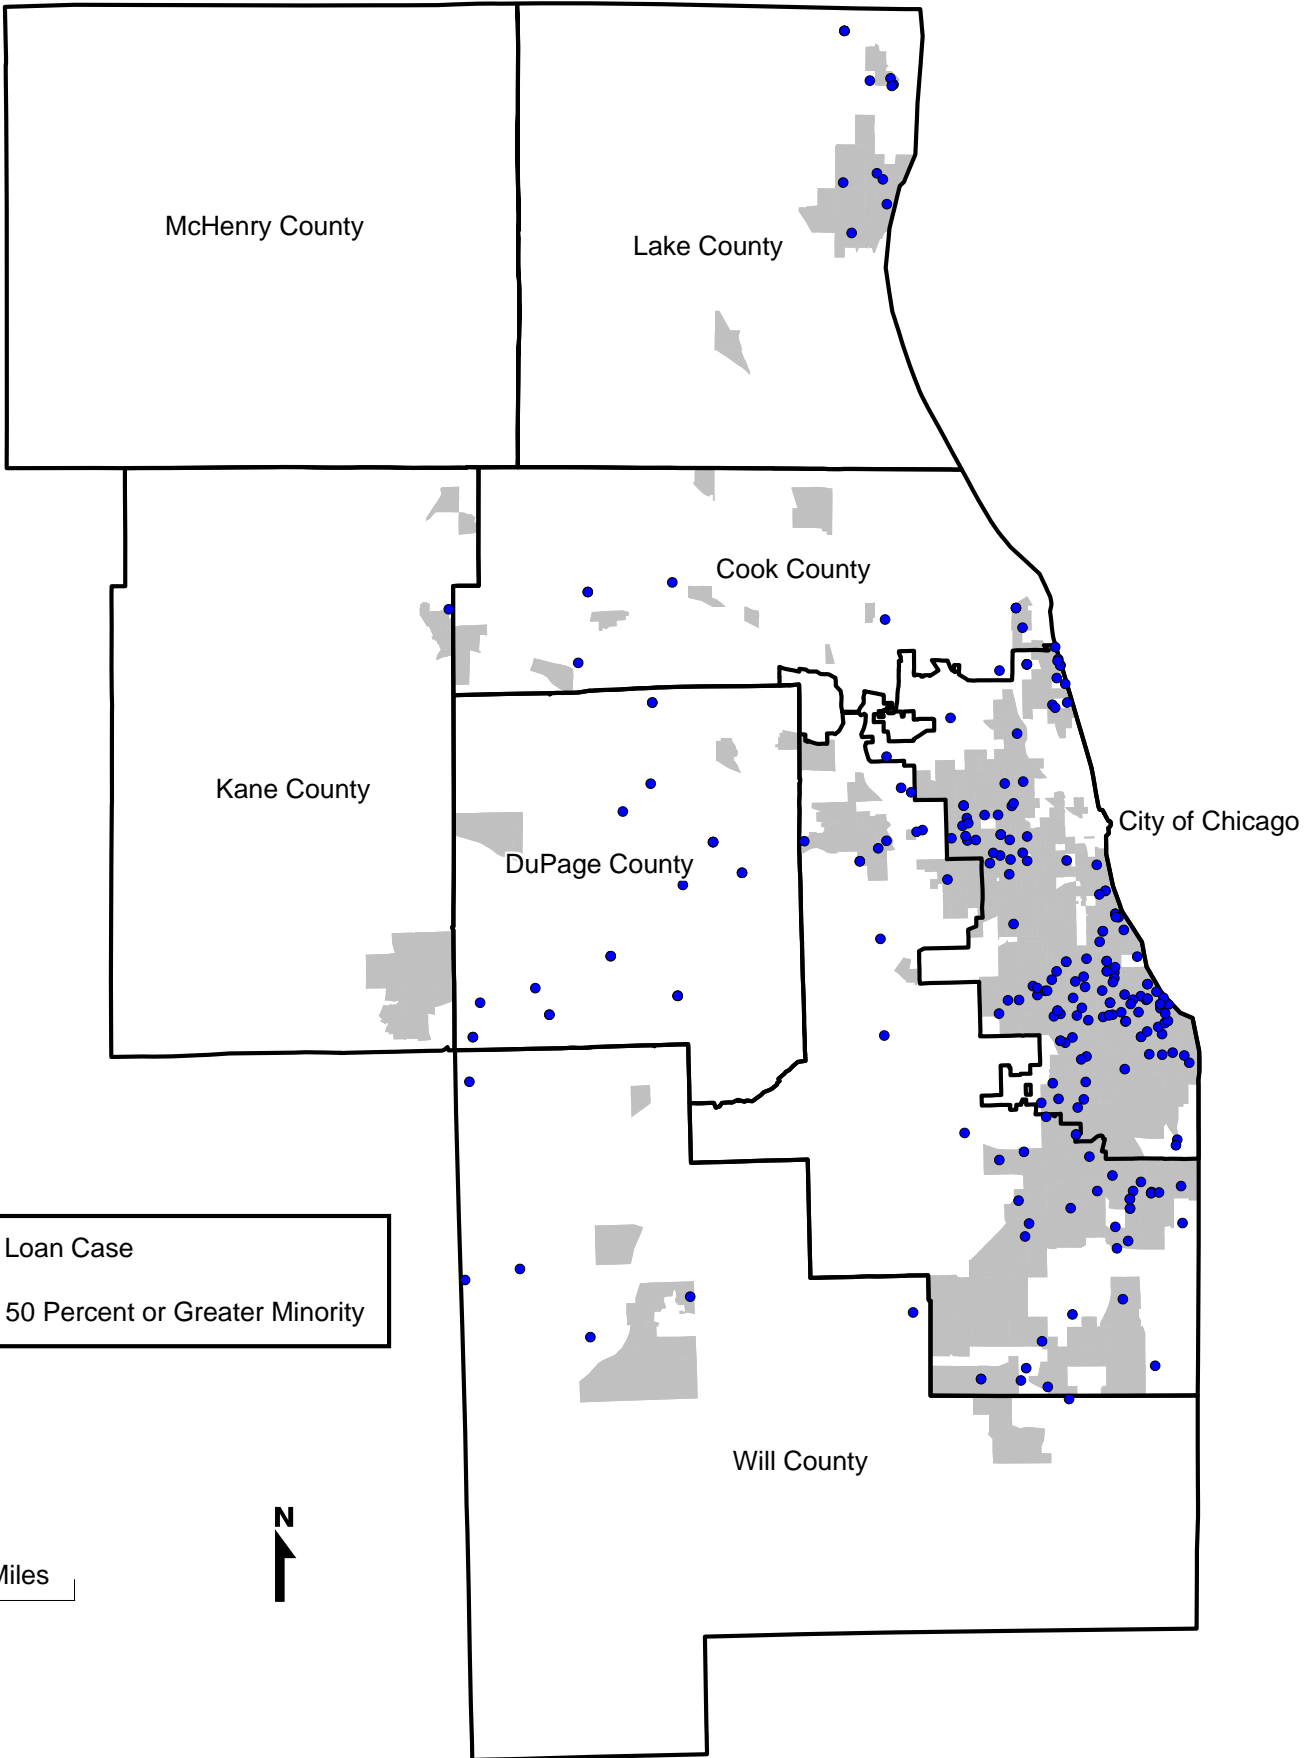 McHenry County
Lake County
Cook County
Kane County
City of Chicago
DuPage County
Loan Case
50 Percent or Greater Minority
Will County
N
Miles